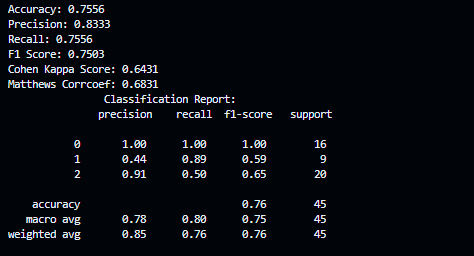 Accuracy: 0.7556
Precision: 0.8333
Recall: 0.7556
F1 Score: 0.7503
Cohen Kappa Score: 0.6431
Matthews Corrcoef: 0.6831
Classification Report:
precision recall f1-score support
0 1.00 1.00 1.00 16
1 0.44 0.89 0.59 9
2 0.91 0.50 0.65 20
accuracy 0.76 45
macro avg 0.78 0.80 0.75 45
weighted avg 0.85 0.76 0.76 45